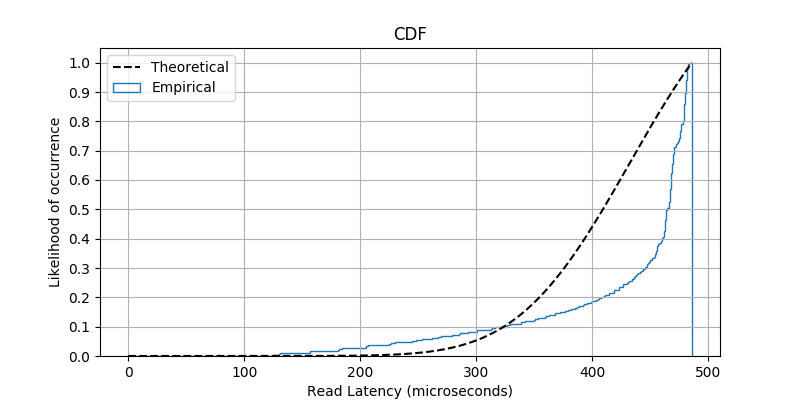 CDF
Theoretical
Empirical
Likelihood of occurrence
1.0
0.9
0.8
0.7
0.6
0.5
0.4
0.3
0.2
0.1
0.0
0 100 200 300 400 500
Read Latency (microseconds)